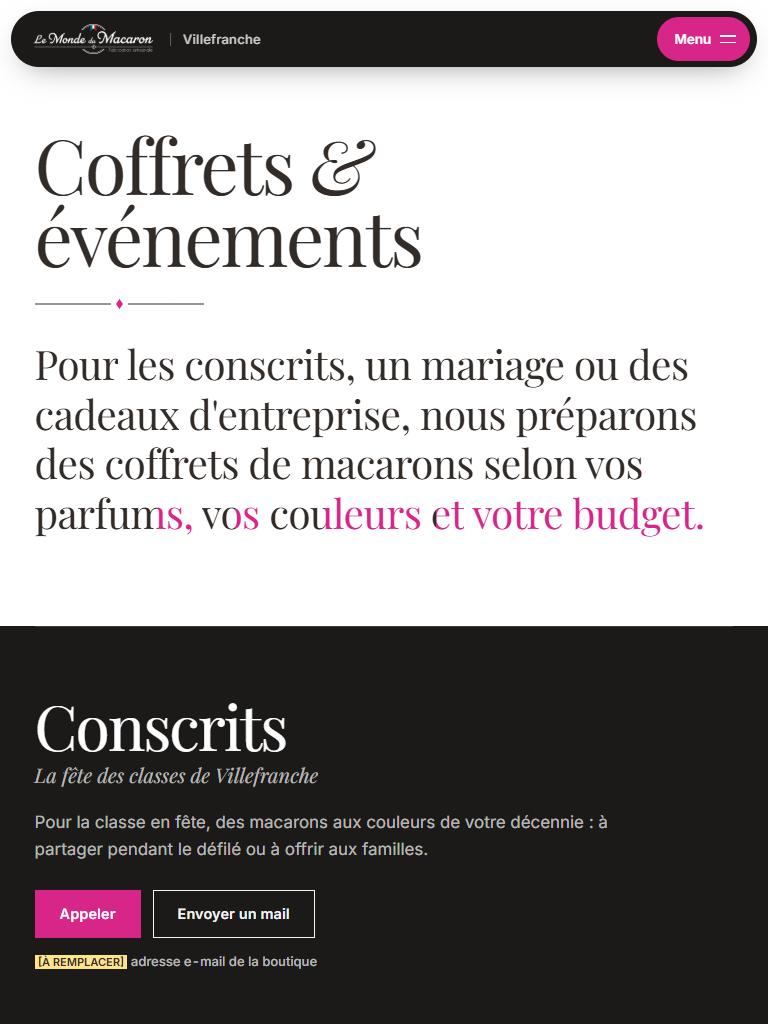 Le Monde du Macaron
Fabrication artisanale
Villefranche
Menu
Coffrets &
événements
Pour les conscrits, un mariage ou des
cadeaux d'entreprise, nous préparons
des coffrets de macarons selon vos
parfums, vos couleurs et votre budget.
Conscrits
La fête des classes de Villefranche
Pour la classe en fête, des macarons aux couleurs de votre décennie : à
partager pendant le défilé ou à offrir aux familles.
Appeler
Envoyer un mail
[À REMPLACER] adresse e-mail de la boutique